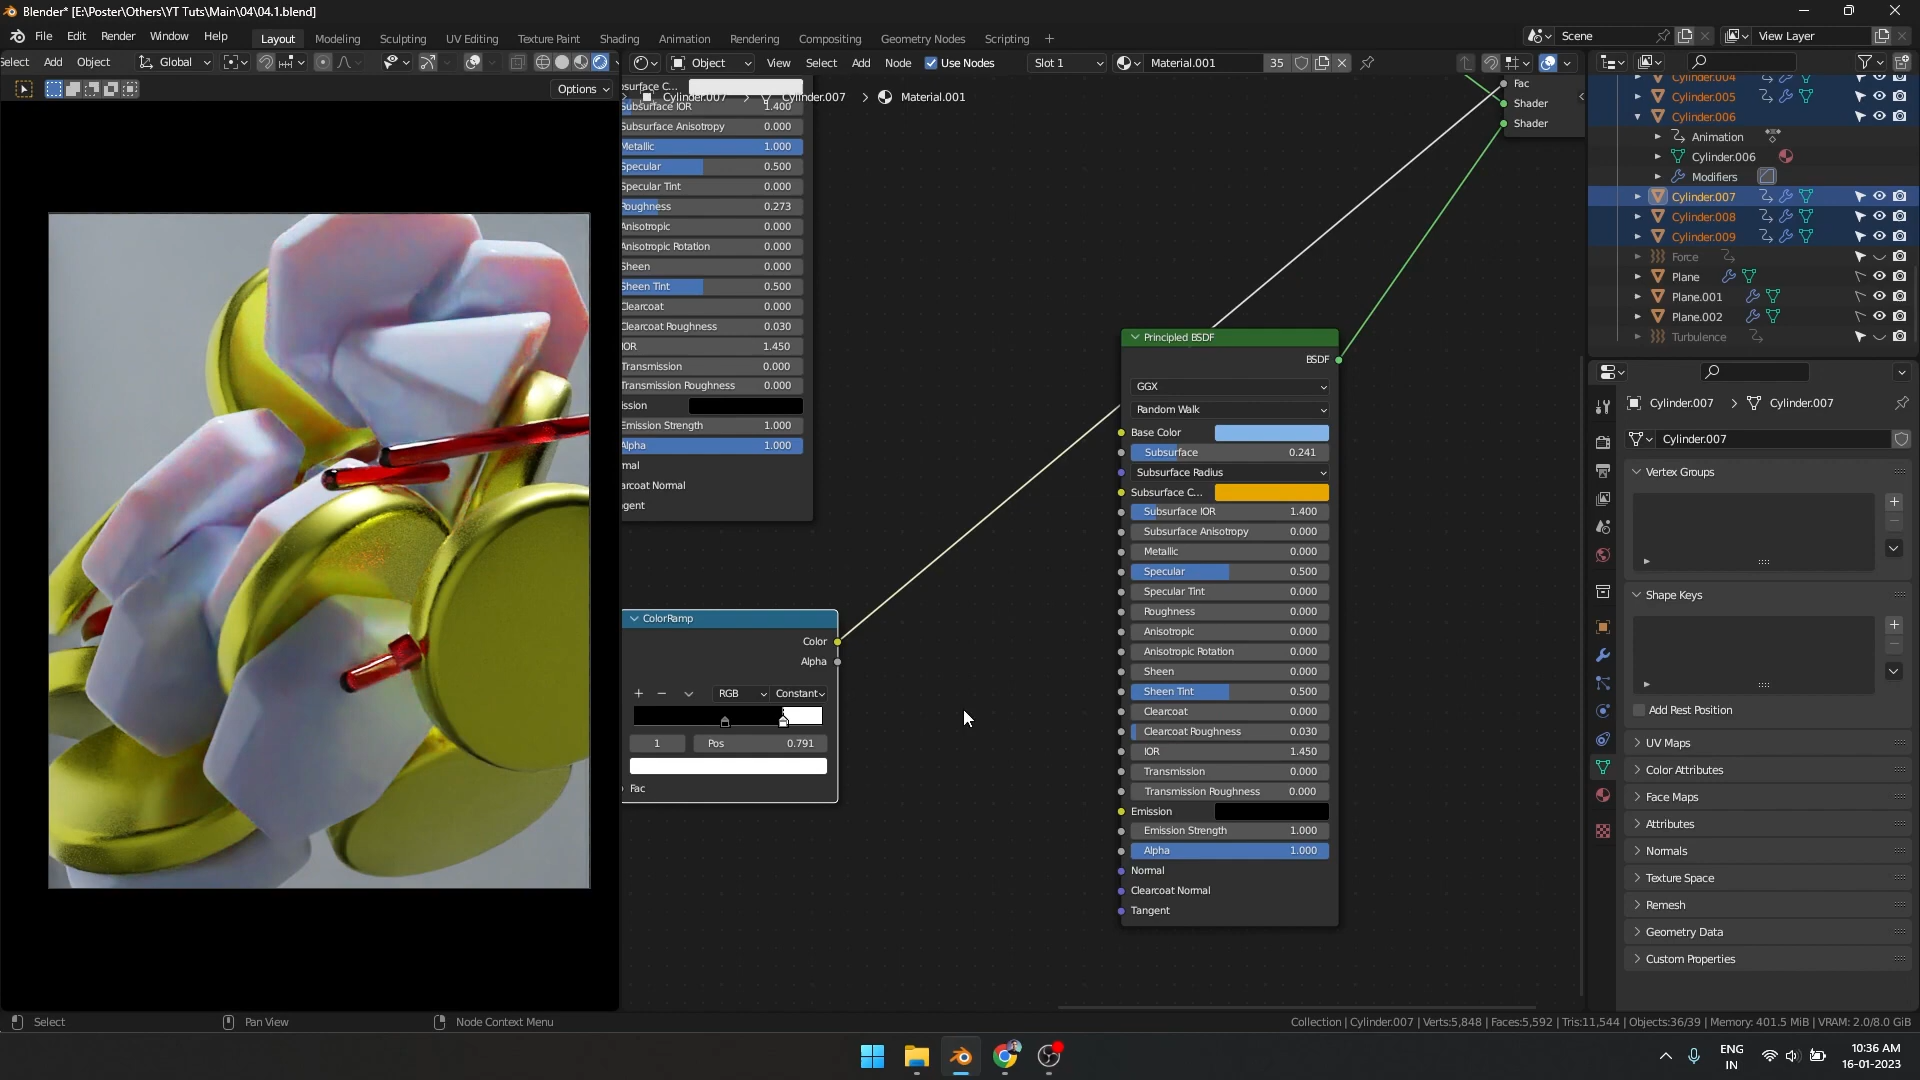 Blender* [E:\Poster\Others\YT Tuts\Main\04\04.1.blend]
File Edit Render Window Help Layout Modeling Sculpting UV Editing Texture Paint Shading Animation Rendering Compositing Geometry Nodes Scripting + Scene View Layer
Select Add Object Global Object View Select Add Node Use Nodes Slot 1 Material.001 35
Options
Cylinder.007 > Cylinder.007 > Material.001
Subsurface IOR 1.400
Subsurface Anisotropy 0.000
Metallic 1.000
Specular 0.500
Specular Tint 0.000
Roughness 0.273
Anisotropic 0.000
Anisotropic Rotation 0.000
Sheen 0.000
Sheen Tint 0.500
Clearcoat 0.000
Clearcoat Roughness 0.030
IOR 1.450
Transmission 0.000
Transmission Roughness 0.000
ission
Emission Strength 1.000
Alpha 1.000
mal
arcoat Normal
gent
ColorRamp
Color
Alpha
+ − RGB Constant
1 Pos 0.791
Fac
Fac
Shader
Shader
Principled BSDF
BSDF
GGX
Random Walk
Base Color
Subsurface 0.241
Subsurface Radius
Subsurface C...
Subsurface IOR 1.400
Subsurface Anisotropy 0.000
Metallic 0.000
Specular 0.500
Specular Tint 0.000
Roughness 0.000
Anisotropic 0.000
Anisotropic Rotation 0.000
Sheen 0.000
Sheen Tint 0.500
Clearcoat 0.000
Clearcoat Roughness 0.030
IOR 1.450
Transmission 0.000
Transmission Roughness 0.000
Emission
Emission Strength 1.000
Alpha 1.000
Normal
Clearcoat Normal
Tangent
Cylinder.004
Cylinder.005
Cylinder.006
Animation
Cylinder.006
Modifiers
Cylinder.007
Cylinder.008
Cylinder.009
Force
Plane
Plane.001
Plane.002
Turbulence
Cylinder.007 > Cylinder.007
Cylinder.007
Vertex Groups
Shape Keys
Add Rest Position
UV Maps
Color Attributes
Face Maps
Attributes
Normals
Texture Space
Remesh
Geometry Data
Custom Properties
Select Pan View Node Context Menu Collection | Cylinder.007 | Verts:5,848 | Faces:5,592 | Tris:11,544 | Objects:36/39 | Memory: 401.5 MiB | VRAM: 2.0/8.0 GiB
ENG
IN
10:36 AM
16-01-2023